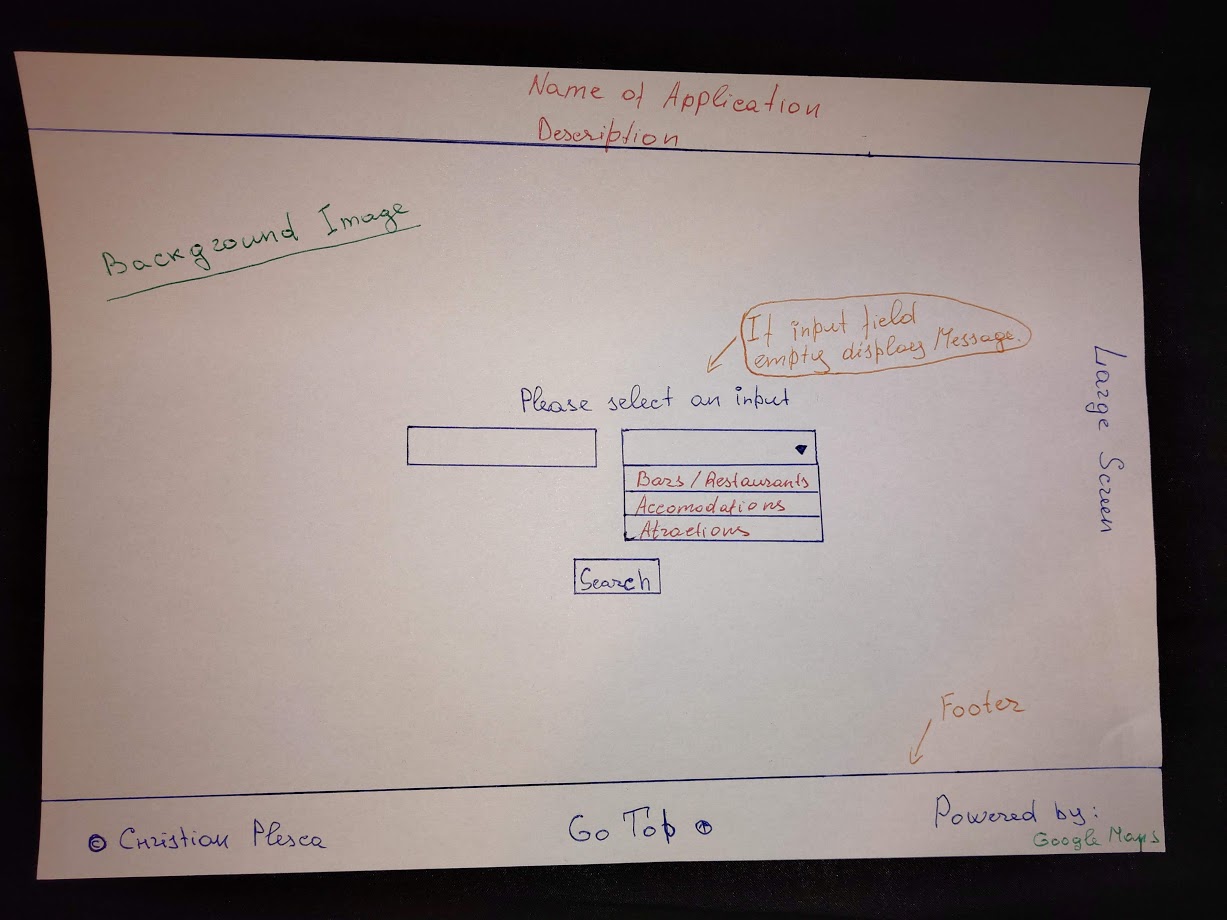 Name of Application
Description
Background Image
If input field
empty display Message.
Please select an input
Bars/Restaurants
Accomodations
Atractions
Search
Large Screen
Footer
© Christian Plesca
Go Top
Powered by:
Google Maps